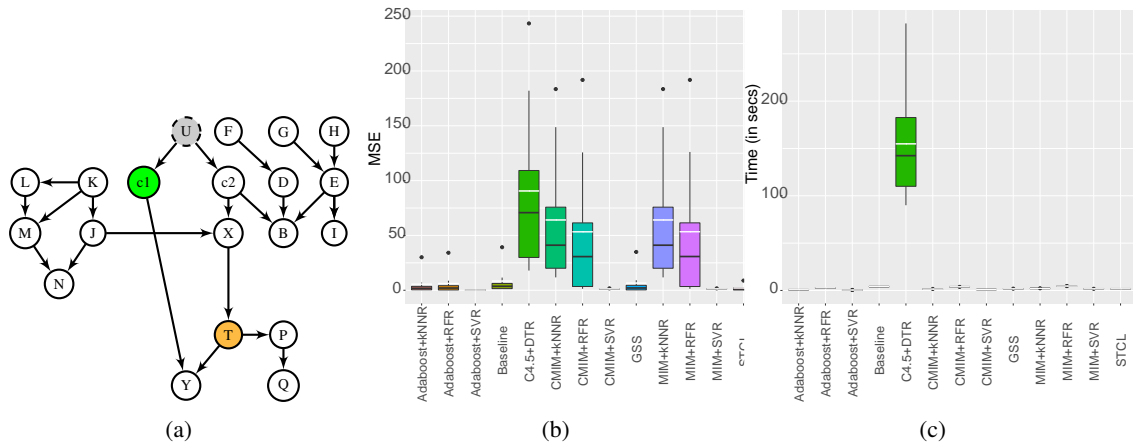 U
F
G
H
L
K
c1
c2
D
E
M
J
X
B
I
N
T
P
Y
Q
(a)
250
200
150
100
50
0
MSE
Adaboost+kNNR
Adaboost+RFR
Adaboost+SVR
Baseline
C4.5+DTR
CMIM+kNNR
CMIM+RFR
CMIM+SVR
GSS
MIM+kNNR
MIM+RFR
MIM+SVR
STCL
(b)
200
100
0
Time (in secs)
Adaboost+kNNR
Adaboost+RFR
Adaboost+SVR
Baseline
C4.5+DTR
CMIM+kNNR
CMIM+RFR
CMIM+SVR
GSS
MIM+kNNR
MIM+RFR
MIM+SVR
STCL
(c)